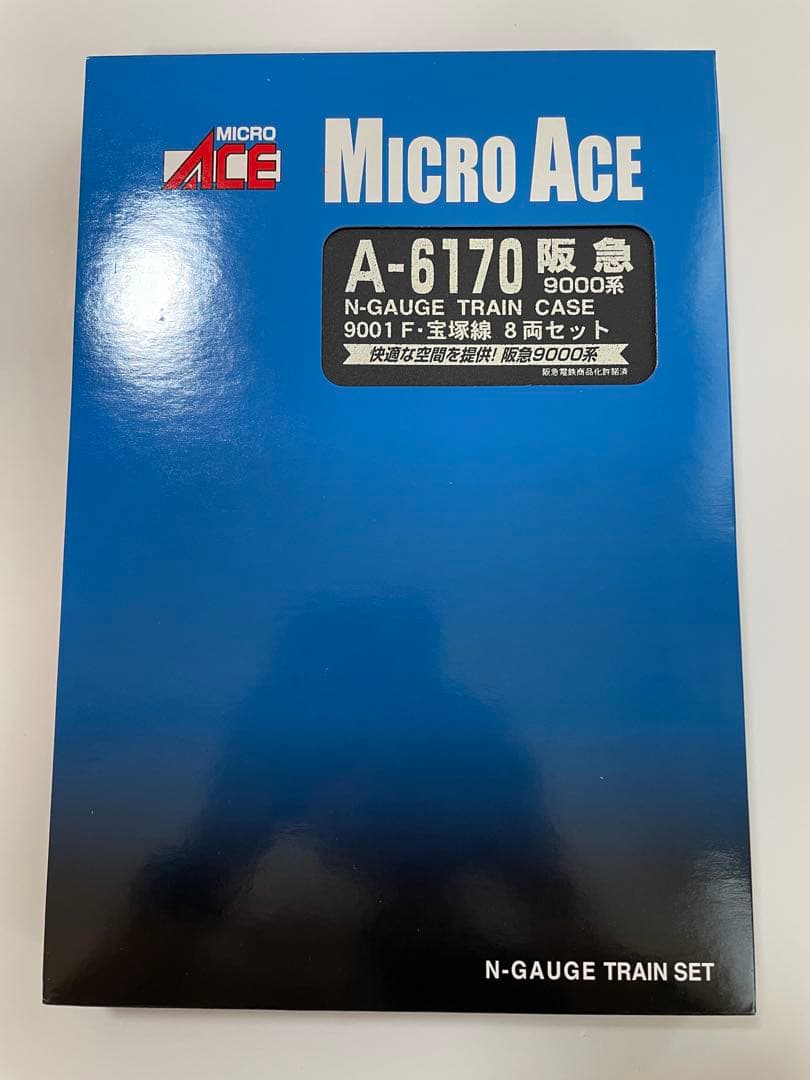 MICRO
ACE
MICRO ACE
A-6170 阪急
9000系
N-GAUGE TRAIN CASE
9001F・宝塚線 8両セット
快適な空間を提供! 阪急9000系
阪急電鉄商品化許諾済
N-GAUGE TRAIN SET